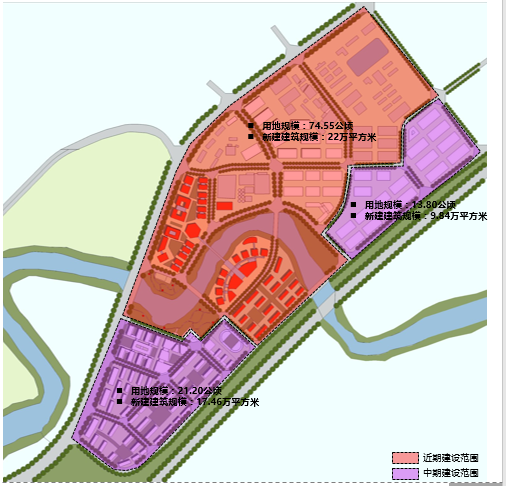 ■ 用地规模：74.55公顷
■ 新建建筑规模：22万平方米
■ 用地规模：13.80公顷
■ 新建建筑规模：9.84万平方米
■ 用地规模：21.20公顷
■ 新建建筑规模：17.46万平方米
近期建设范围
中期建设范围